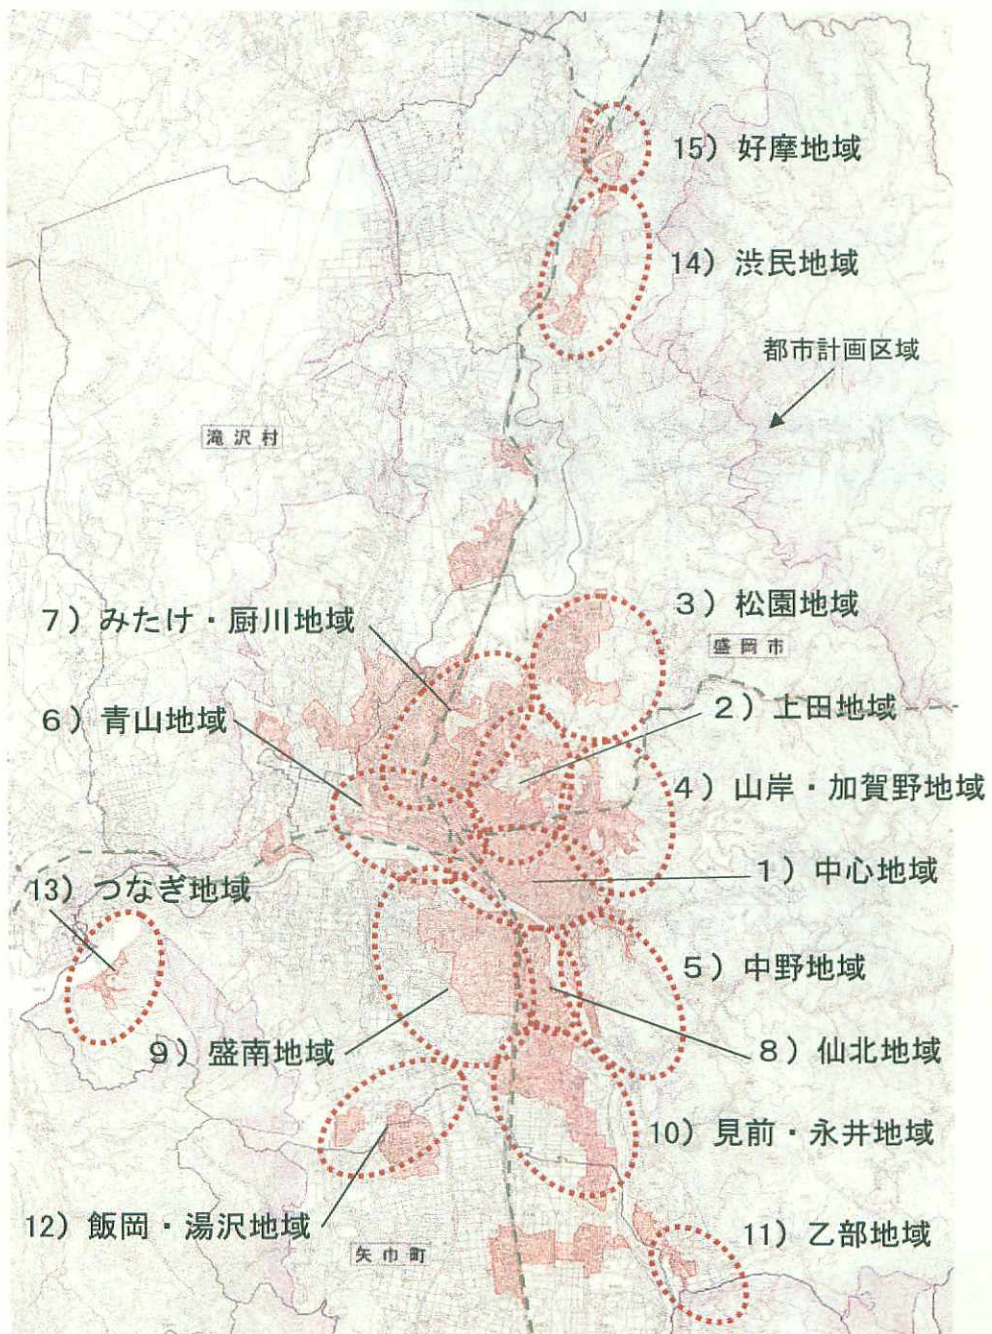 15）好摩地域
14）渋民地域
都市計画区域
滝沢村
3）松園地域
7）みたけ・厨川地域
盛岡市
2）上田地域
6）青山地域
4）山岸・加賀野地域
1）中心地域
13）つなぎ地域
5）中野地域
9）盛南地域
8）仙北地域
10）見前・永井地域
12）飯岡・湯沢地域
11）乙部地域
矢巾町